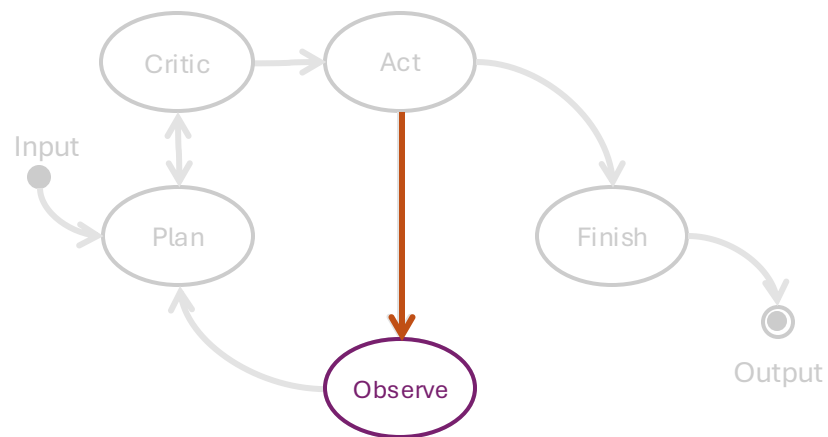 Critic
Act
Input
Plan
Finish
Observe
Output